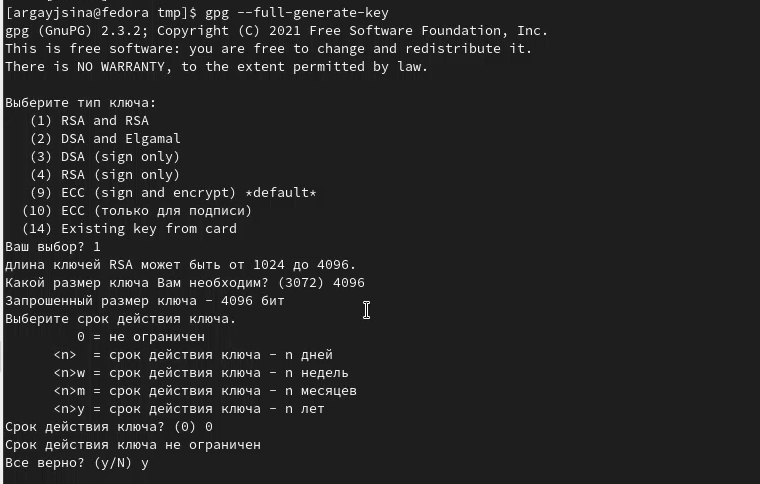 [argayjsina@fedora tmp]$ gpg --full-generate-key
gpg (GnuPG) 2.3.2; Copyright (C) 2021 Free Software Foundation, Inc.
This is free software: you are free to change and redistribute it.
There is NO WARRANTY, to the extent permitted by law.
Выберите тип ключа:
(1) RSA and RSA
(2) DSA and Elgamal
(3) DSA (sign only)
(4) RSA (sign only)
(9) ECC (sign and encrypt) *default*
(10) ECC (только для подписи)
(14) Existing key from card
Ваш выбор? 1
длина ключей RSA может быть от 1024 до 4096.
Какой размер ключа Вам необходим? (3072) 4096
Запрошенный размер ключа - 4096 бит
Выберите срок действия ключа.
0 = не ограничен
<n> = срок действия ключа - n дней
<n>w = срок действия ключа - n недель
<n>m = срок действия ключа - n месяцев
<n>y = срок действия ключа - n лет
Срок действия ключа? (0) 0
Срок действия ключа не ограничен
Все верно? (y/N) y